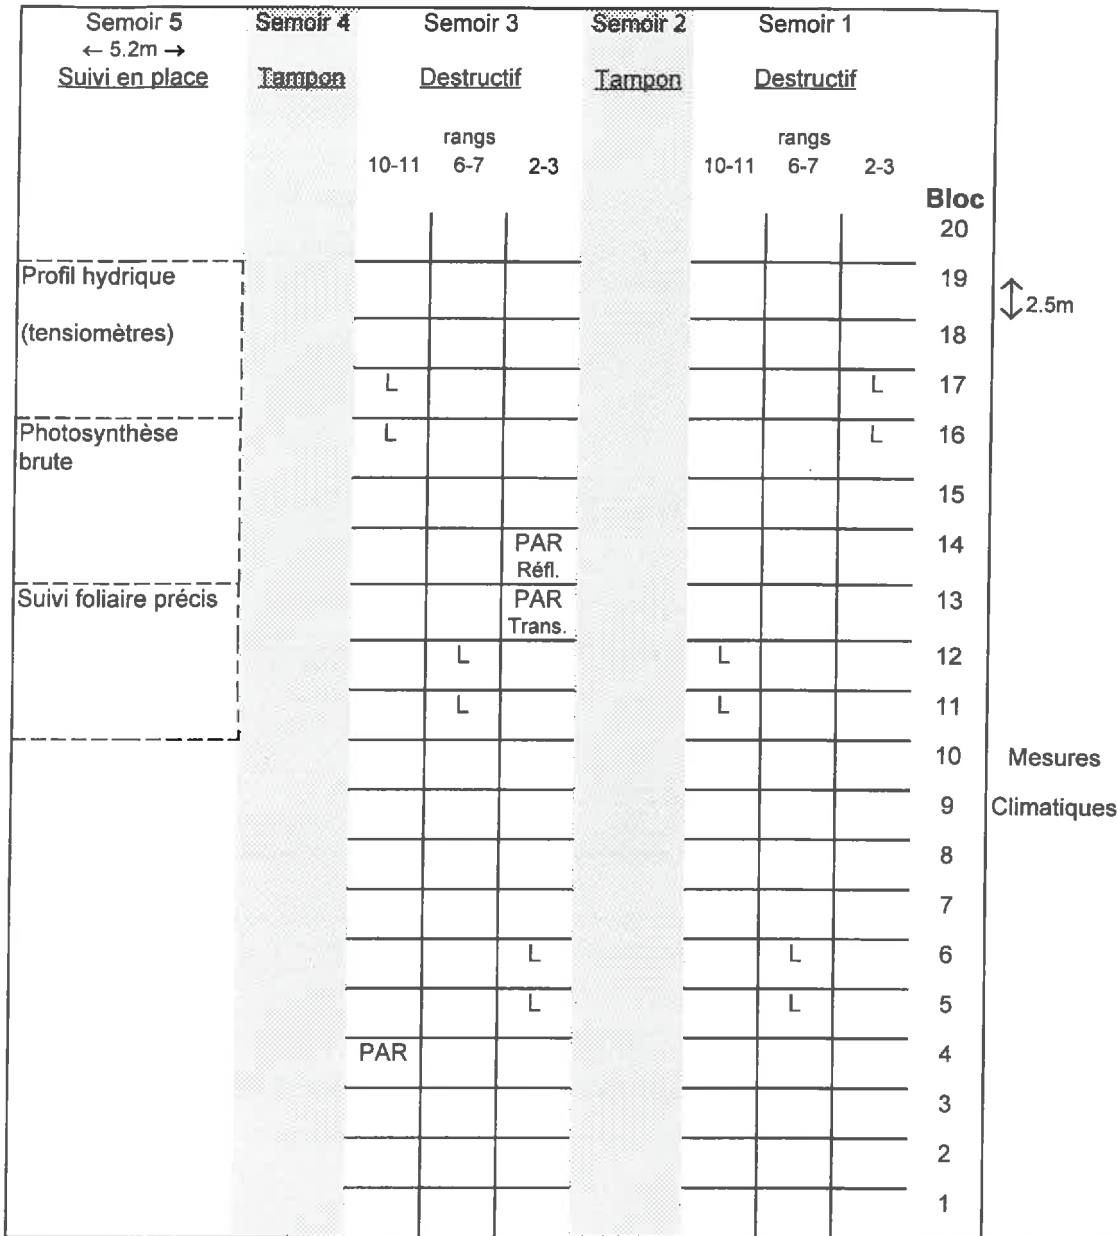 Semoir 5 Semoir 4 Semoir 3 Semoir 2 Semoir 1
← 5.2m →
Suivi en place Tampon Destructif Tampon Destructif
rangs rangs
10-11 6-7 2-3 10-11 6-7 2-3
Bloc
20
Profil hydrique 19
2.5m
(tensiomètres) 18
L L 17
Photosynthèse L L 16
brute
15
PAR 14
Réfl.
Suivi foliaire précis PAR 13
Trans.
L L 12
L L 11
10 Mesures
9 Climatiques
8
7
L L 6
L L 5
PAR 4
3
2
1